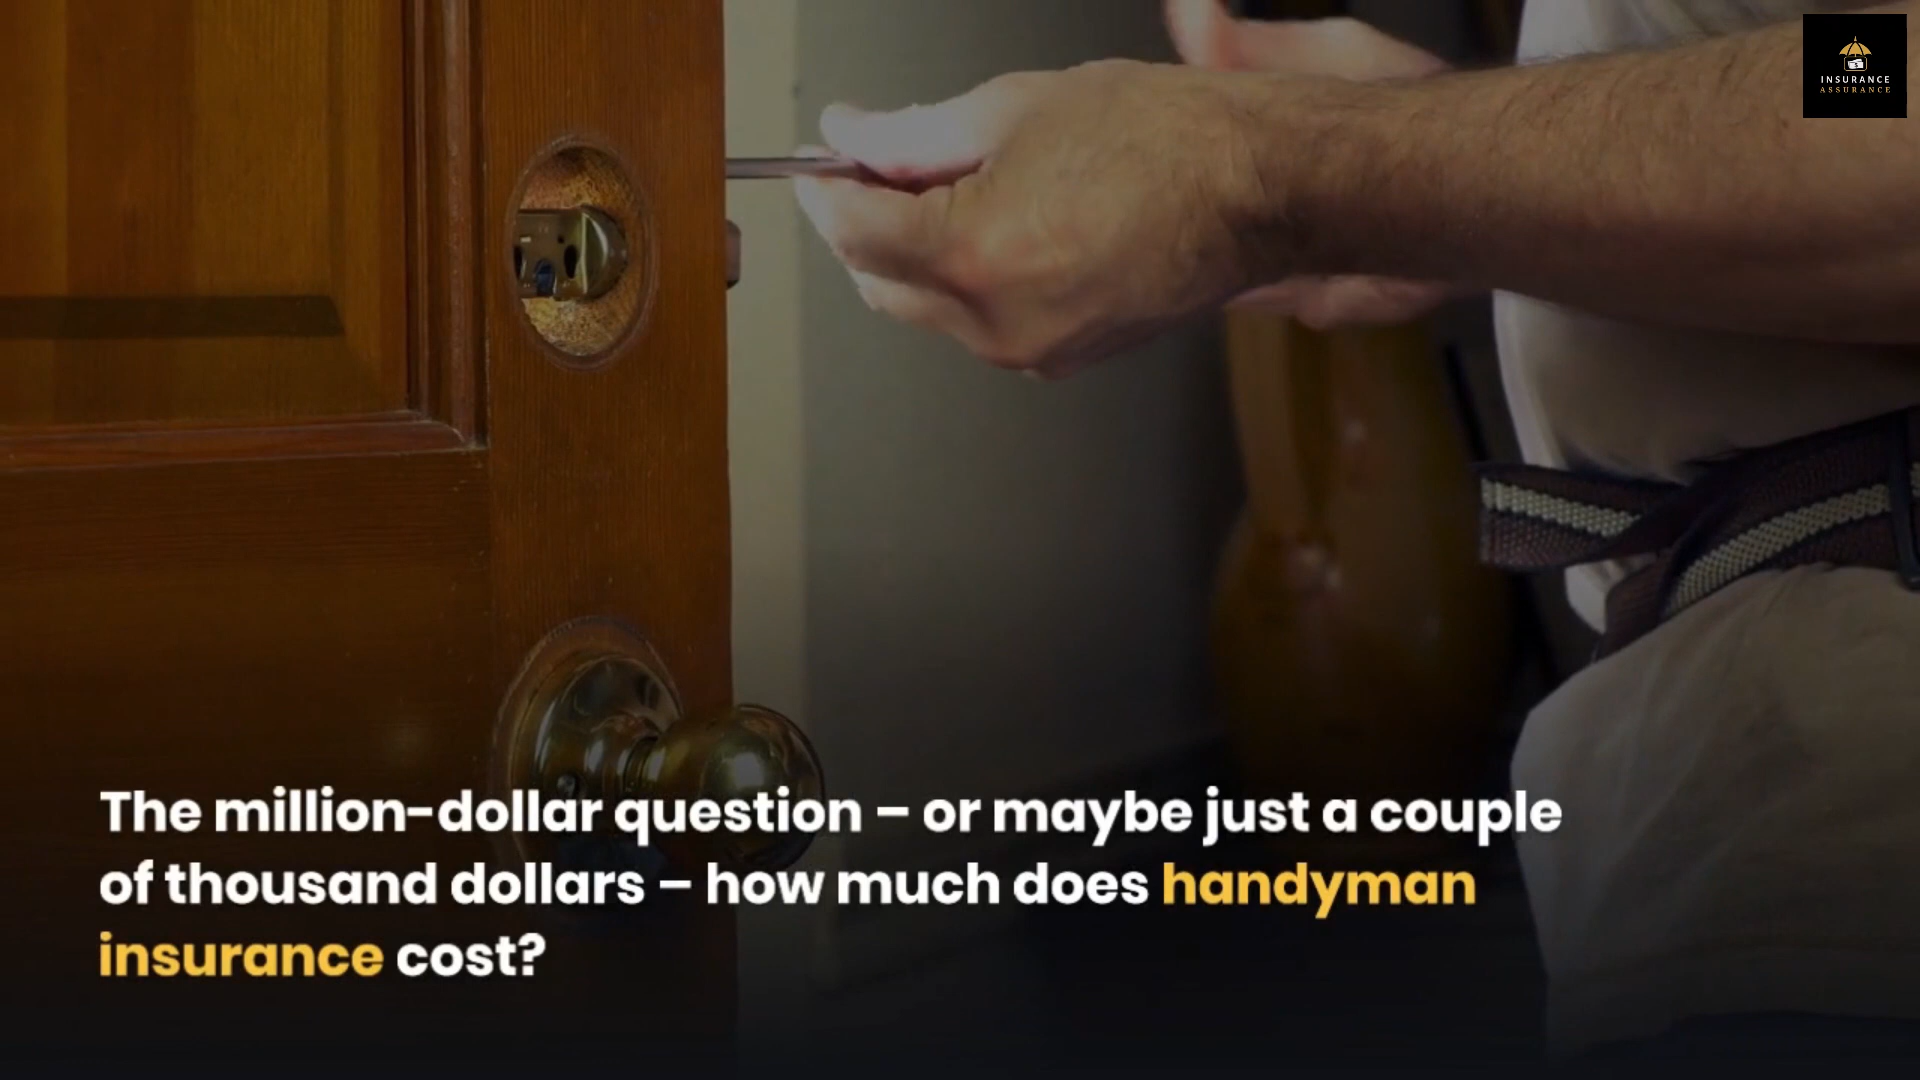 INSURANCE
ASSURANCE
The million-dollar question – or maybe just a couple
of thousand dollars – how much does handyman
insurance cost?